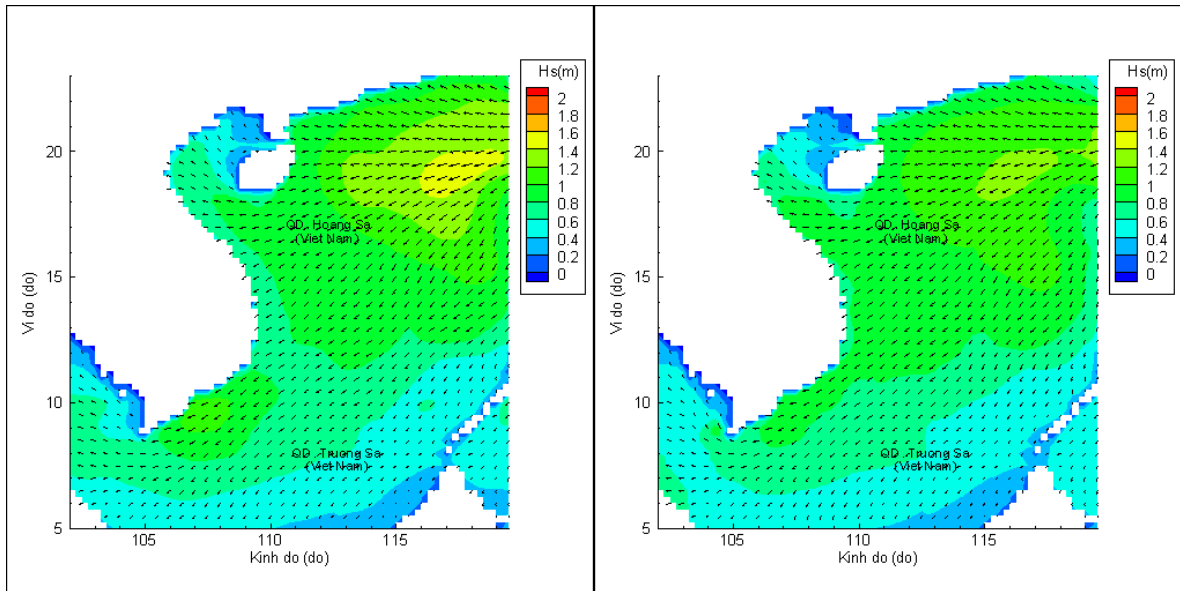 Hs(m)
2
1.8
1.6
1.4
1.2
1
0.8
0.6
0.4
0.2
0
20
15
10
5
105
110
115
Vi do (do)
Kinh do (do)
QD. Hoang Sa
(Viet Nam)
QD. Truong Sa
(Viet Nam)
Hs(m)
2
1.8
1.6
1.4
1.2
1
0.8
0.6
0.4
0.2
0
20
15
10
5
105
110
115
Vi do (do)
Kinh do (do)
QD. Hoang Sa
(Viet Nam)
QD. Truong Sa
(Viet Nam)